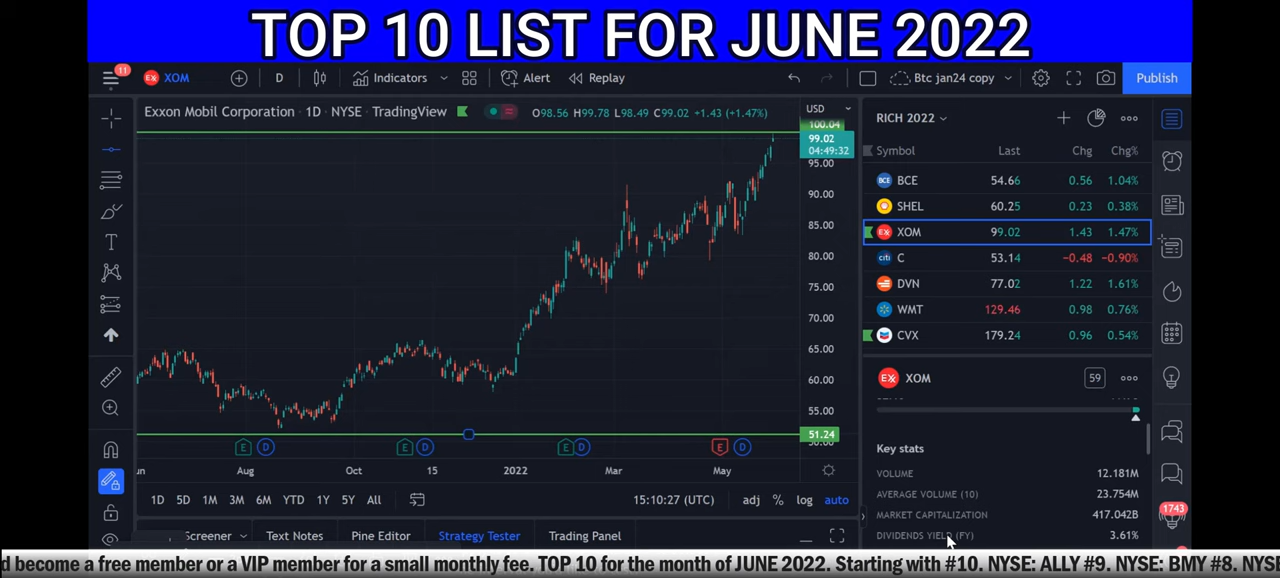 TOP 10 LIST FOR JUNE 2022
11
XOM
D
Indicators
Alert
Replay
Btc jan24 copy
Publish
Exxon Mobil Corporation · 1D · NYSE · TradingView
O98.56 H99.78 L98.49 C99.02 +1.43 (+1.47%)
USD
100.04
99.02
04:49:32
95.00
90.00
85.00
80.00
75.00
70.00
65.00
60.00
55.00
51.24
50.00
E D E D E D E D
Aug Oct 15 2022 Mar May
1D 5D 1M 3M 6M YTD 1Y 5Y All
15:10:27 (UTC)
adj % log auto
Screener Text Notes Pine Editor Strategy Tester Trading Panel
RICH 2022
Symbol Last Chg Chg%
BCE 54.66 0.56 1.04%
SHEL 60.25 0.23 0.38%
XOM 99.02 1.43 1.47%
citi C 53.14 −0.48 −0.90%
DVN 77.02 1.22 1.61%
WMT 129.46 0.98 0.76%
CVX 179.24 0.96 0.54%
XOM
59
Key stats
VOLUME 12.181M
AVERAGE VOLUME (10) 23.754M
MARKET CAPITALIZATION 417.042B
DIVIDENDS YIELD (FY) 3.61%
1743
d become a free member or a VIP member for a small monthly fee. TOP 10 for the month of JUNE 2022. Starting with #10. NYSE: ALLY #9. NYSE: BMY #8. NYSE